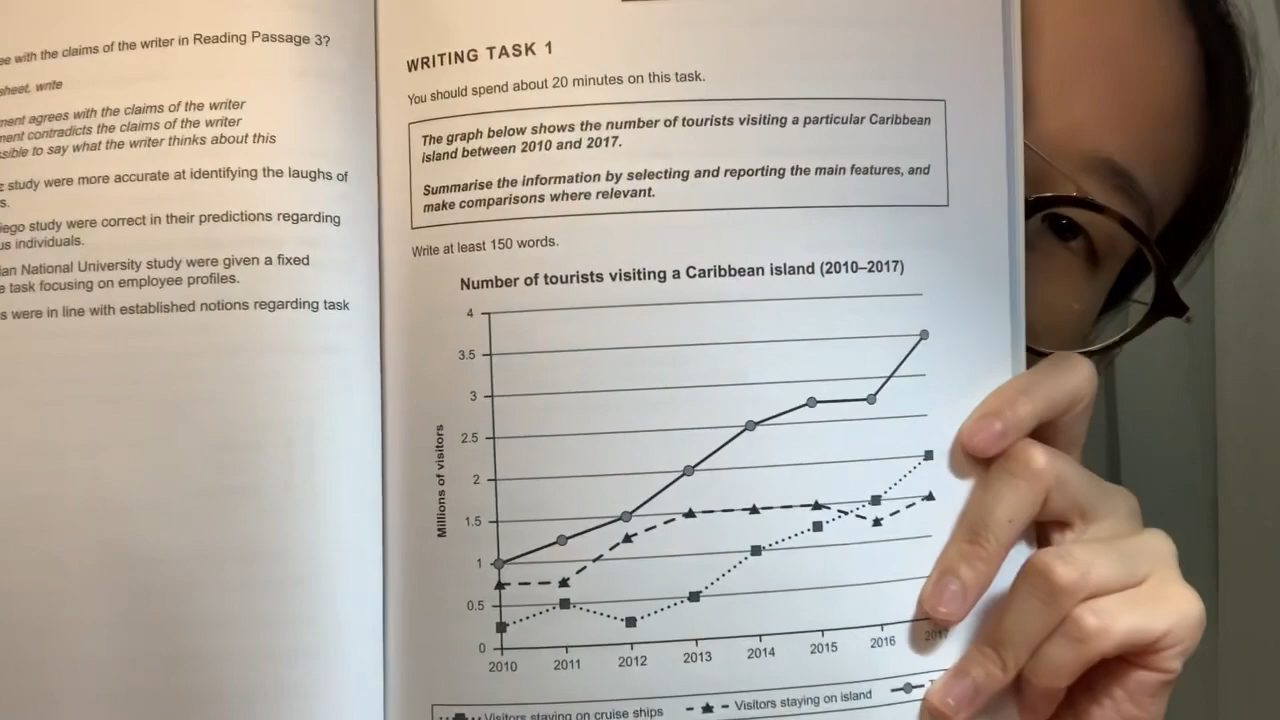 with the claims of the writer in Reading Passage 3?
sheet, write
agrees with the claims of the writer
contradicts the claims of the writer
to say what the writer thinks about this
study were more accurate at identifying the laughs of
study were correct in their predictions regarding
individuals.
National University study were given a fixed
task focusing on employee profiles.
were in line with established notions regarding task
WRITING TASK 1
You should spend about 20 minutes on this task.
The graph below shows the number of tourists visiting a particular Caribbean
island between 2010 and 2017.
Summarise the information by selecting and reporting the main features, and
make comparisons where relevant.
Write at least 150 words.
Number of tourists visiting a Caribbean island (2010–2017)
Millions of visitors
4
3.5
3
2.5
2
1.5
1
0.5
0
2010 2011 2012 2013 2014 2015 2016 2017
Visitors staying on cruise ships Visitors staying on island